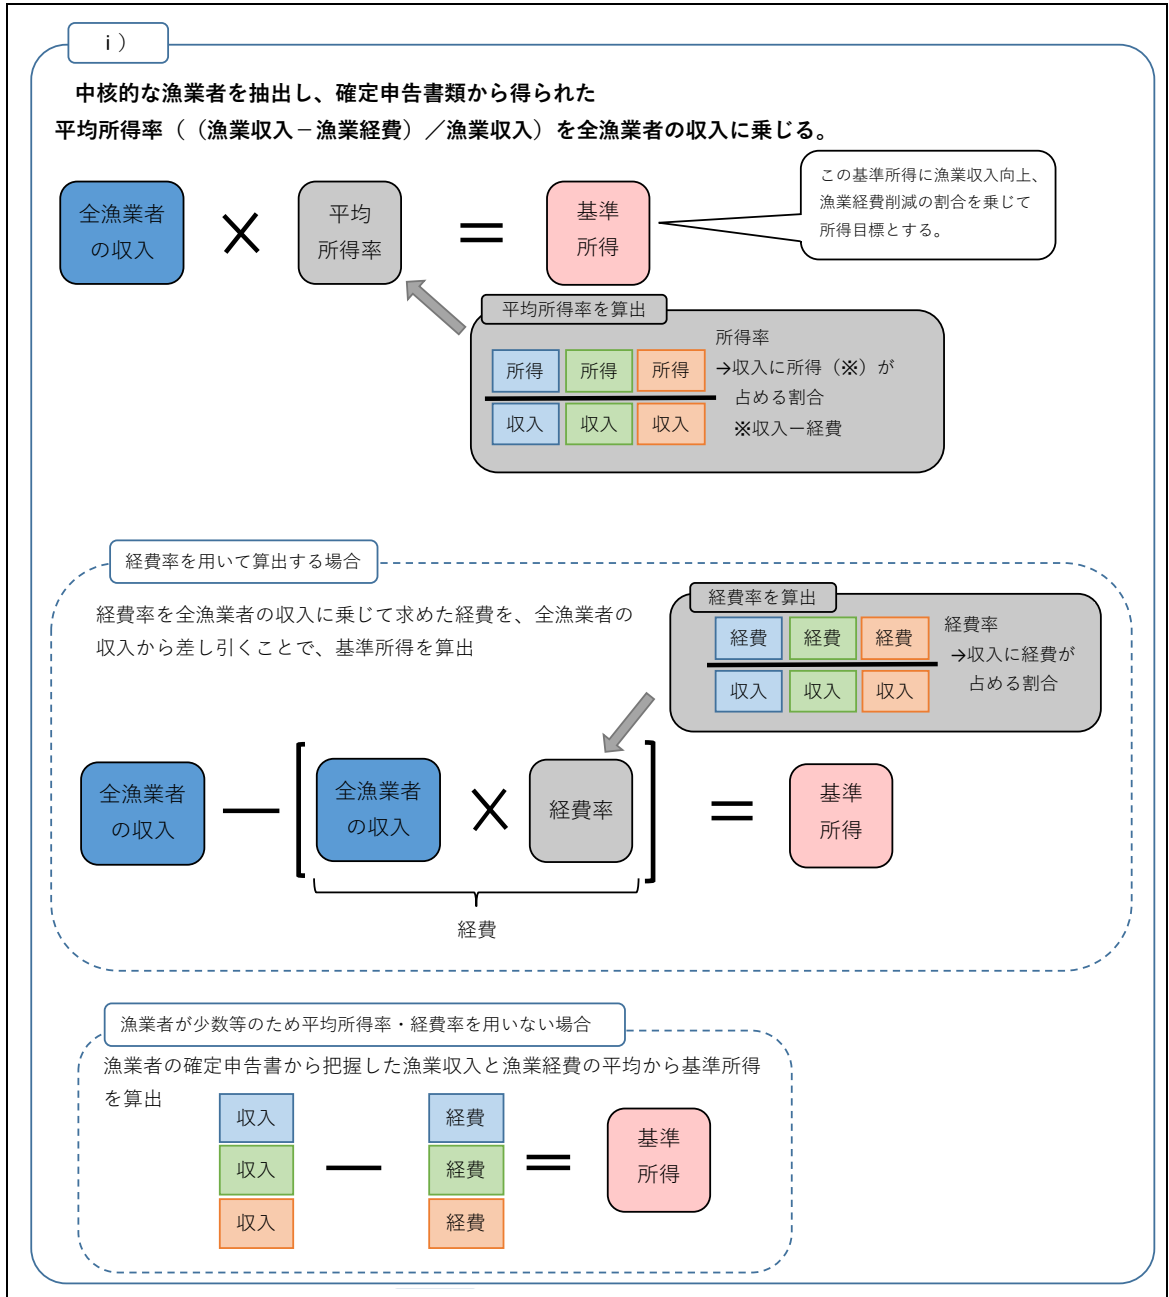 ｉ）
中核的な漁業者を抽出し、確定申告書類から得られた
平均所得率（（漁業収入－漁業経費）／漁業収入）を全漁業者の収入に乗じる。
この基準所得に漁業収入向上、
漁業経費削減の割合を乗じて
所得目標とする。
全漁業者
の収入
×
平均
所得率
＝
基準
所得
平均所得率を算出
所得 所得 所得
収入 収入 収入
所得率
→収入に所得（※）が
占める割合
※収入ー経費
経費率を用いて算出する場合
経費率を全漁業者の収入に乗じて求めた経費を、全漁業者の
収入から差し引くことで、基準所得を算出
経費率を算出
経費 経費 経費
収入 収入 収入
経費率
→収入に経費が
占める割合
全漁業者
の収入
－
全漁業者
の収入
×
経費率
＝
基準
所得
経費
漁業者が少数等のため平均所得率・経費率を用いない場合
漁業者の確定申告書から把握した漁業収入と漁業経費の平均から基準所得
を算出
収入
収入
収入
－
経費
経費
経費
＝
基準
所得